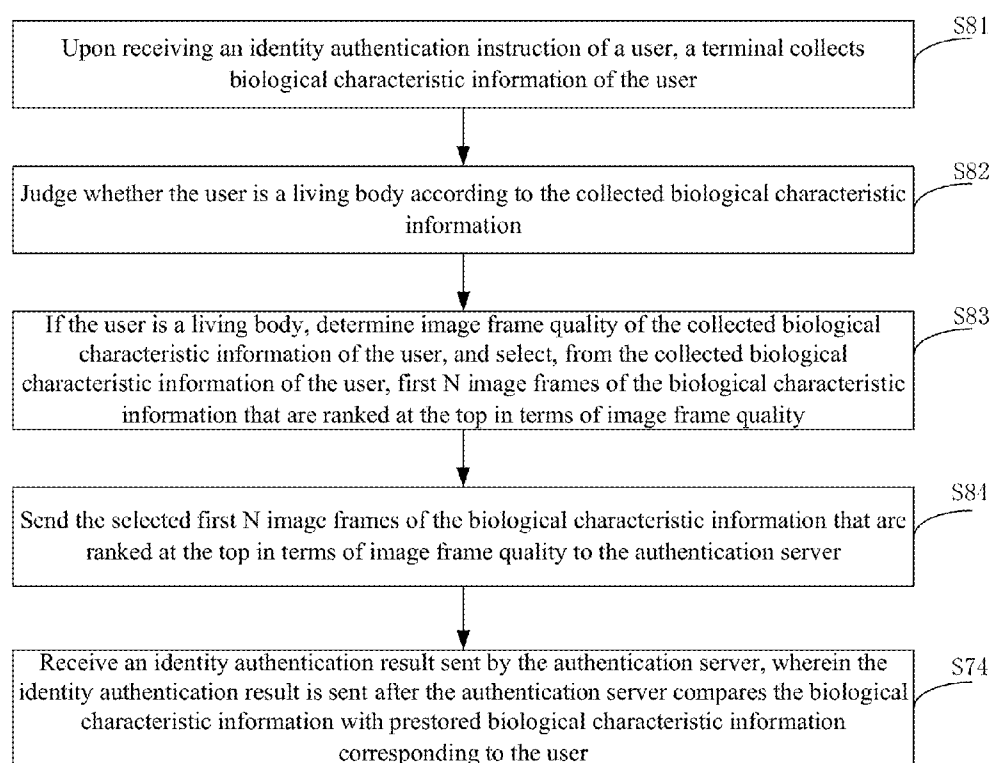 S81
Upon receiving an identity authentication instruction of a user, a terminal collects
biological characteristic information of the user
S82
Judge whether the user is a living body according to the collected biological characteristic
information
S83
If the user is a living body, determine image frame quality of the collected biological
characteristic information of the user, and select, from the collected biological
characteristic information of the user, first N image frames of the biological characteristic
information that are ranked at the top in terms of image frame quality
S84
Send the selected first N image frames of the biological characteristic information that are
ranked at the top in terms of image frame quality to the authentication server
S74
Receive an identity authentication result sent by the authentication server, wherein the
identity authentication result is sent after the authentication server compares the biological
characteristic information with prestored biological characteristic information
corresponding to the user